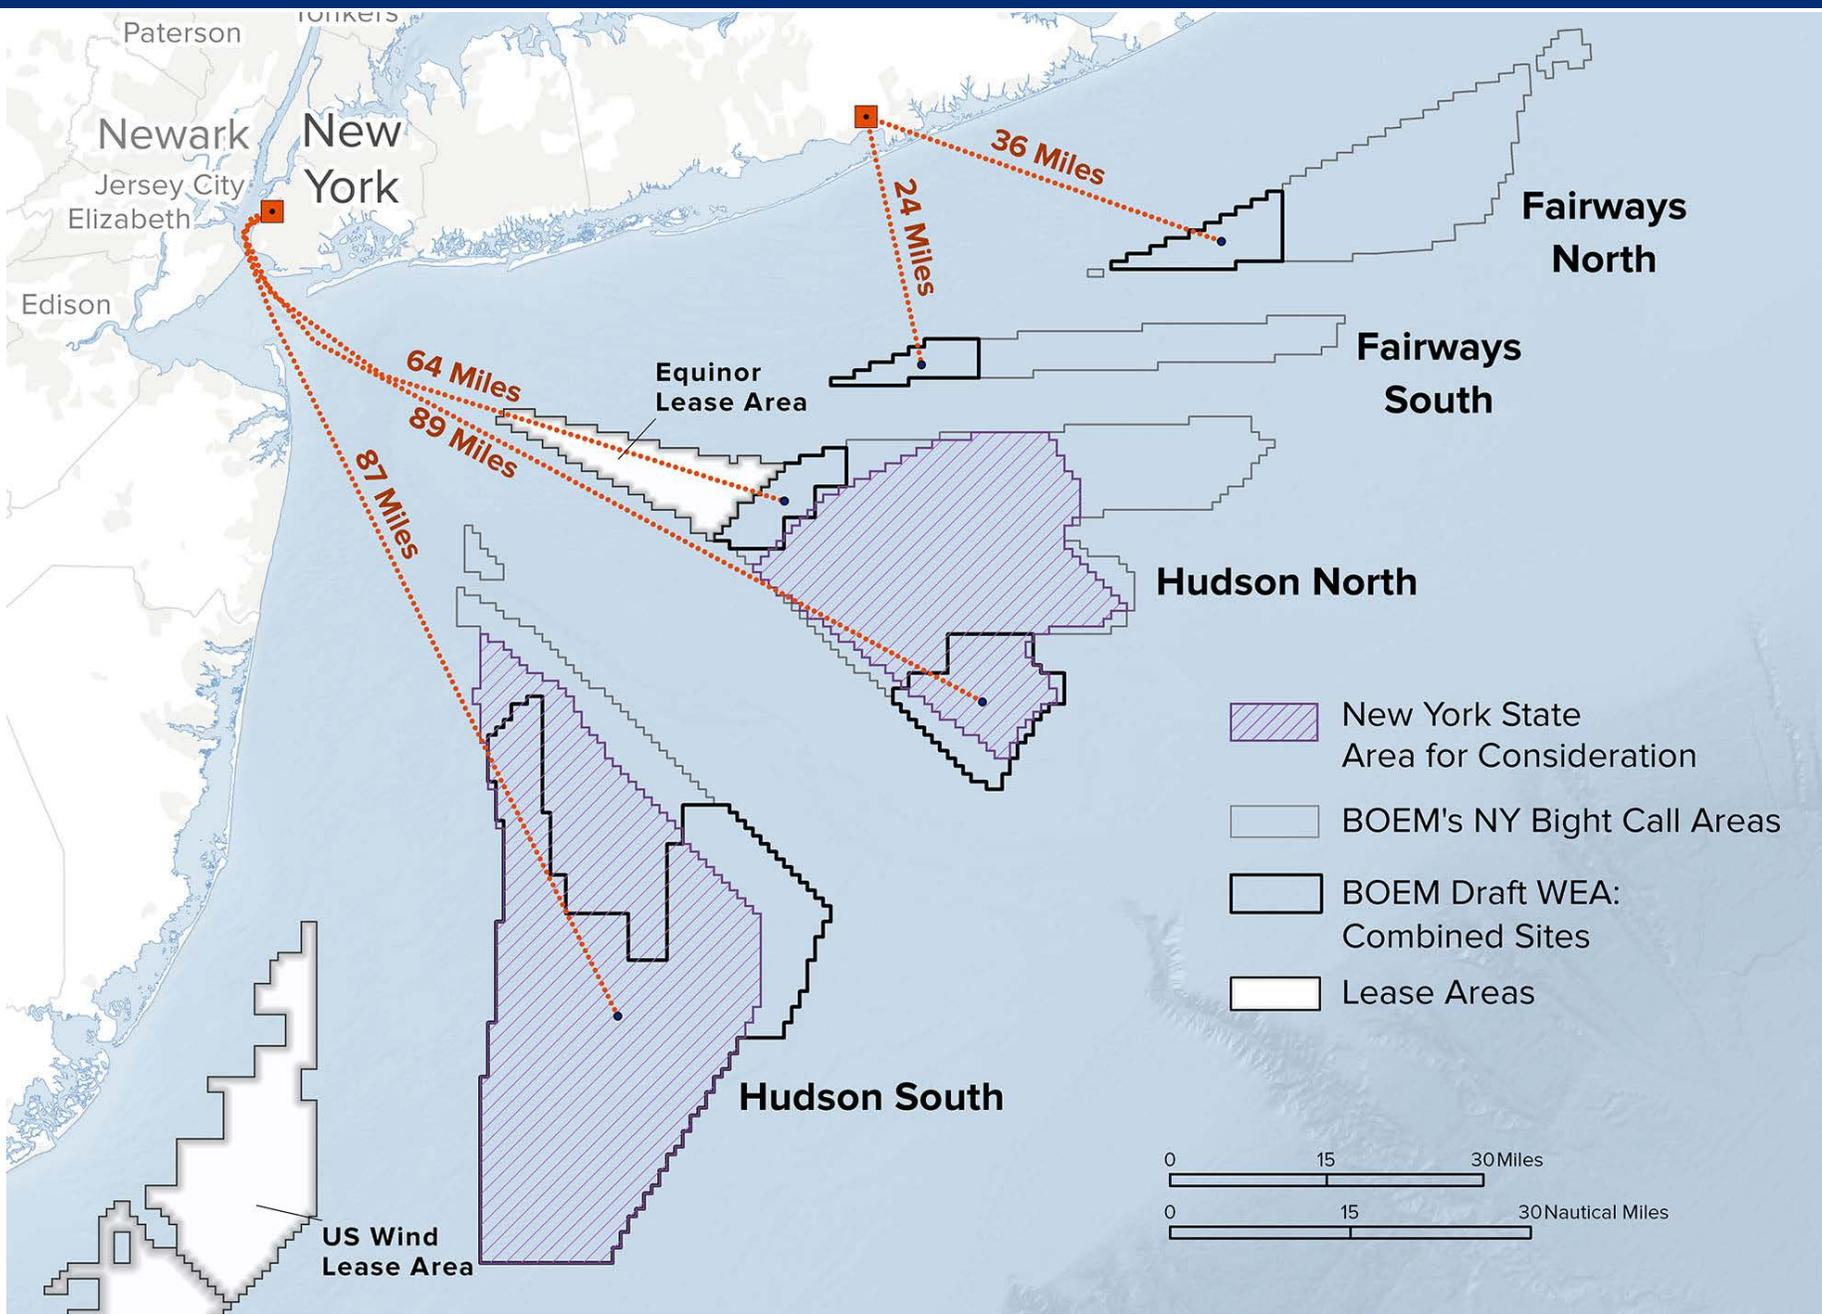 Yonkers
Paterson
Newark
New
York
Jersey City
Elizabeth
Edison
36 Miles
24 Miles
Fairways
North
Fairways
South
64 Miles
Equinor
Lease Area
89 Miles
87 Miles
Hudson North
New York State
Area for Consideration
BOEM's NY Bight Call Areas
BOEM Draft WEA:
Combined Sites
Lease Areas
Hudson South
0 15 30 Miles
0 15 30 Nautical Miles
US Wind
Lease Area